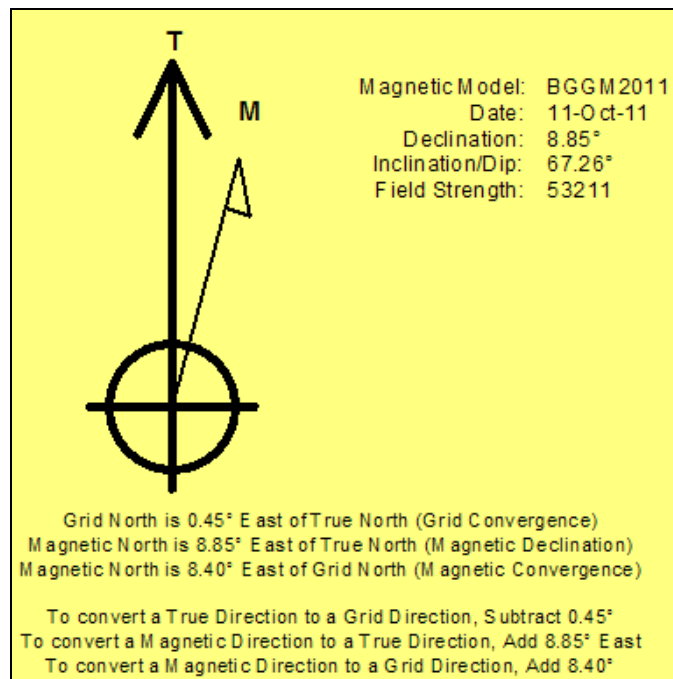 T
M
Magnetic Model: BGGM2011
Date: 11-Oct-11
Declination: 8.85°
Inclination/Dip: 67.26°
Field Strength: 53211
Grid North is 0.45° East of True North (Grid Convergence)
Magnetic North is 8.85° East of True North (Magnetic Declination)
Magnetic North is 8.40° East of Grid North (Magnetic Convergence)
To convert a True Direction to a Grid Direction, Subtract 0.45°
To convert a Magnetic Direction to a True Direction, Add 8.85° East
To convert a Magnetic Direction to a Grid Direction, Add 8.40°